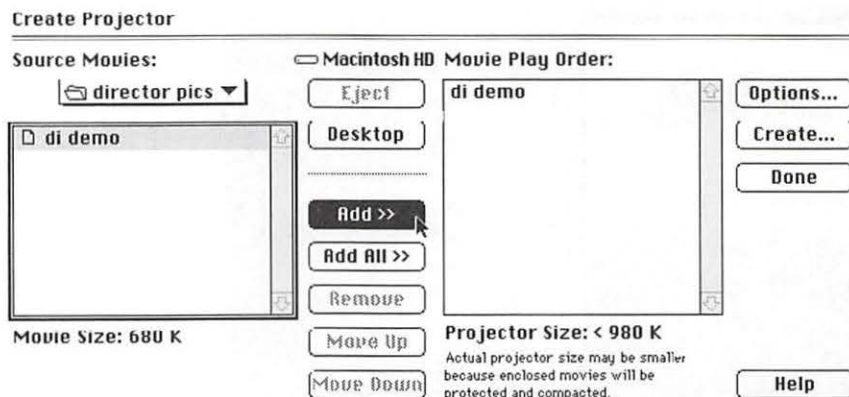 Create Projector
Source Movies:
Macintosh HD
Movie Play Order:
director pics
Eject
di demo
Options...
di demo
Desktop
Create...
Done
Add >>
Add All >>
Remove
Movie Size: 680 K
Move Up
Projector Size: < 980 K
Actual projector size may be smaller
because enclosed movies will be
protected and compacted.
Move Down
Help